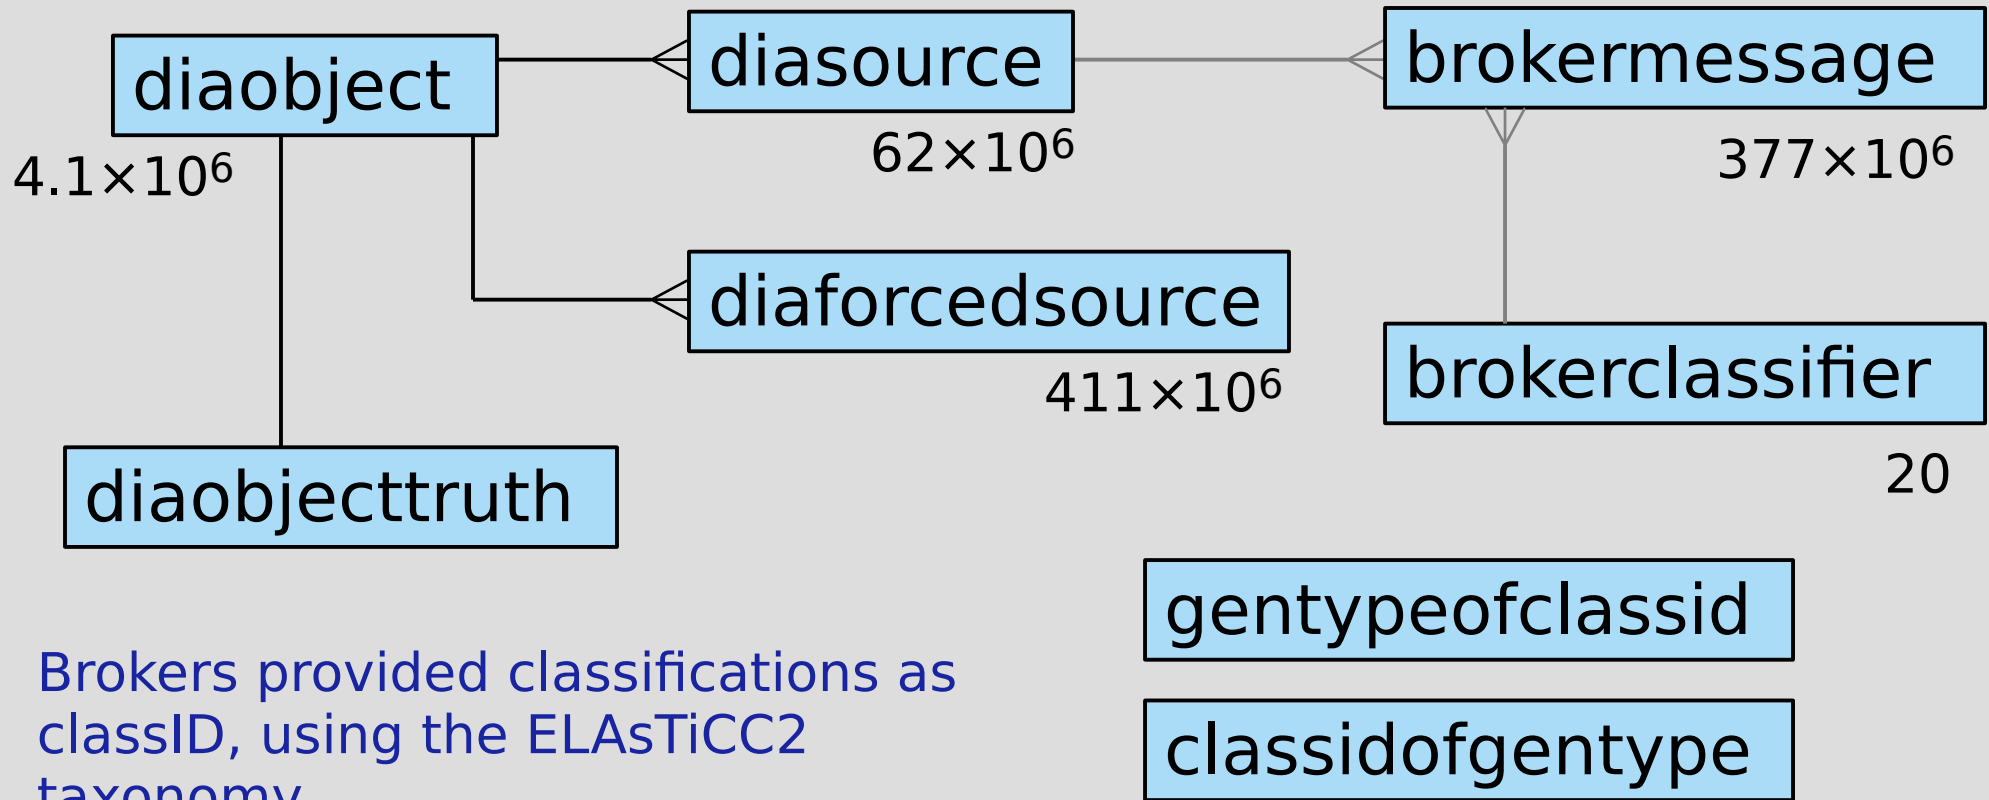 diaobject
diasource
brokermessage
4.1×10⁶
62×10⁶
377×10⁶
diaforcedsource
411×10⁶
brokerclassifier
20
diaobjecttruth
gentypeofclassid
classidofgentype
Brokers provided classifications as
classID, using the ELAsTiCC2
taxonomy